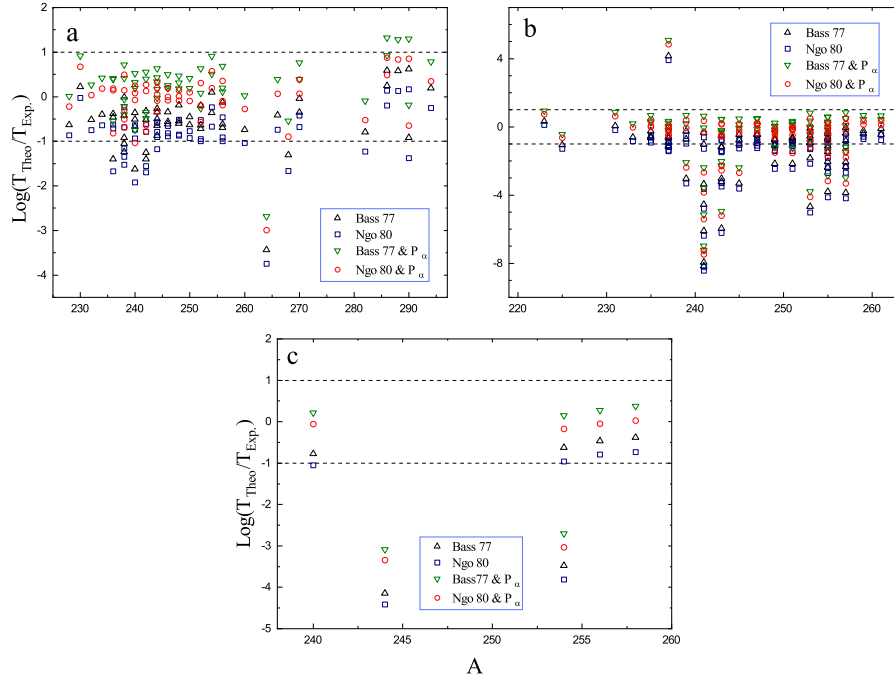 a
Log(T_Theo/T_Exp.)
2
1
0
-1
-2
-3
-4
230 240 250 260 270 280 290
Bass 77
Ngo 80
Bass 77 & P_α
Ngo 80 & P_α
b
4
0
-4
-8
220 230 240 250 260
Bass 77
Ngo 80
Bass 77 & P_α
Ngo 80 & P_α
c
Log(T_Theo/T_Exp.)
2
1
0
-1
-2
-3
-4
-5
240 245 250 255 260
Bass 77
Ngo 80
Bass77 & P_α
Ngo 80 & P_α
A